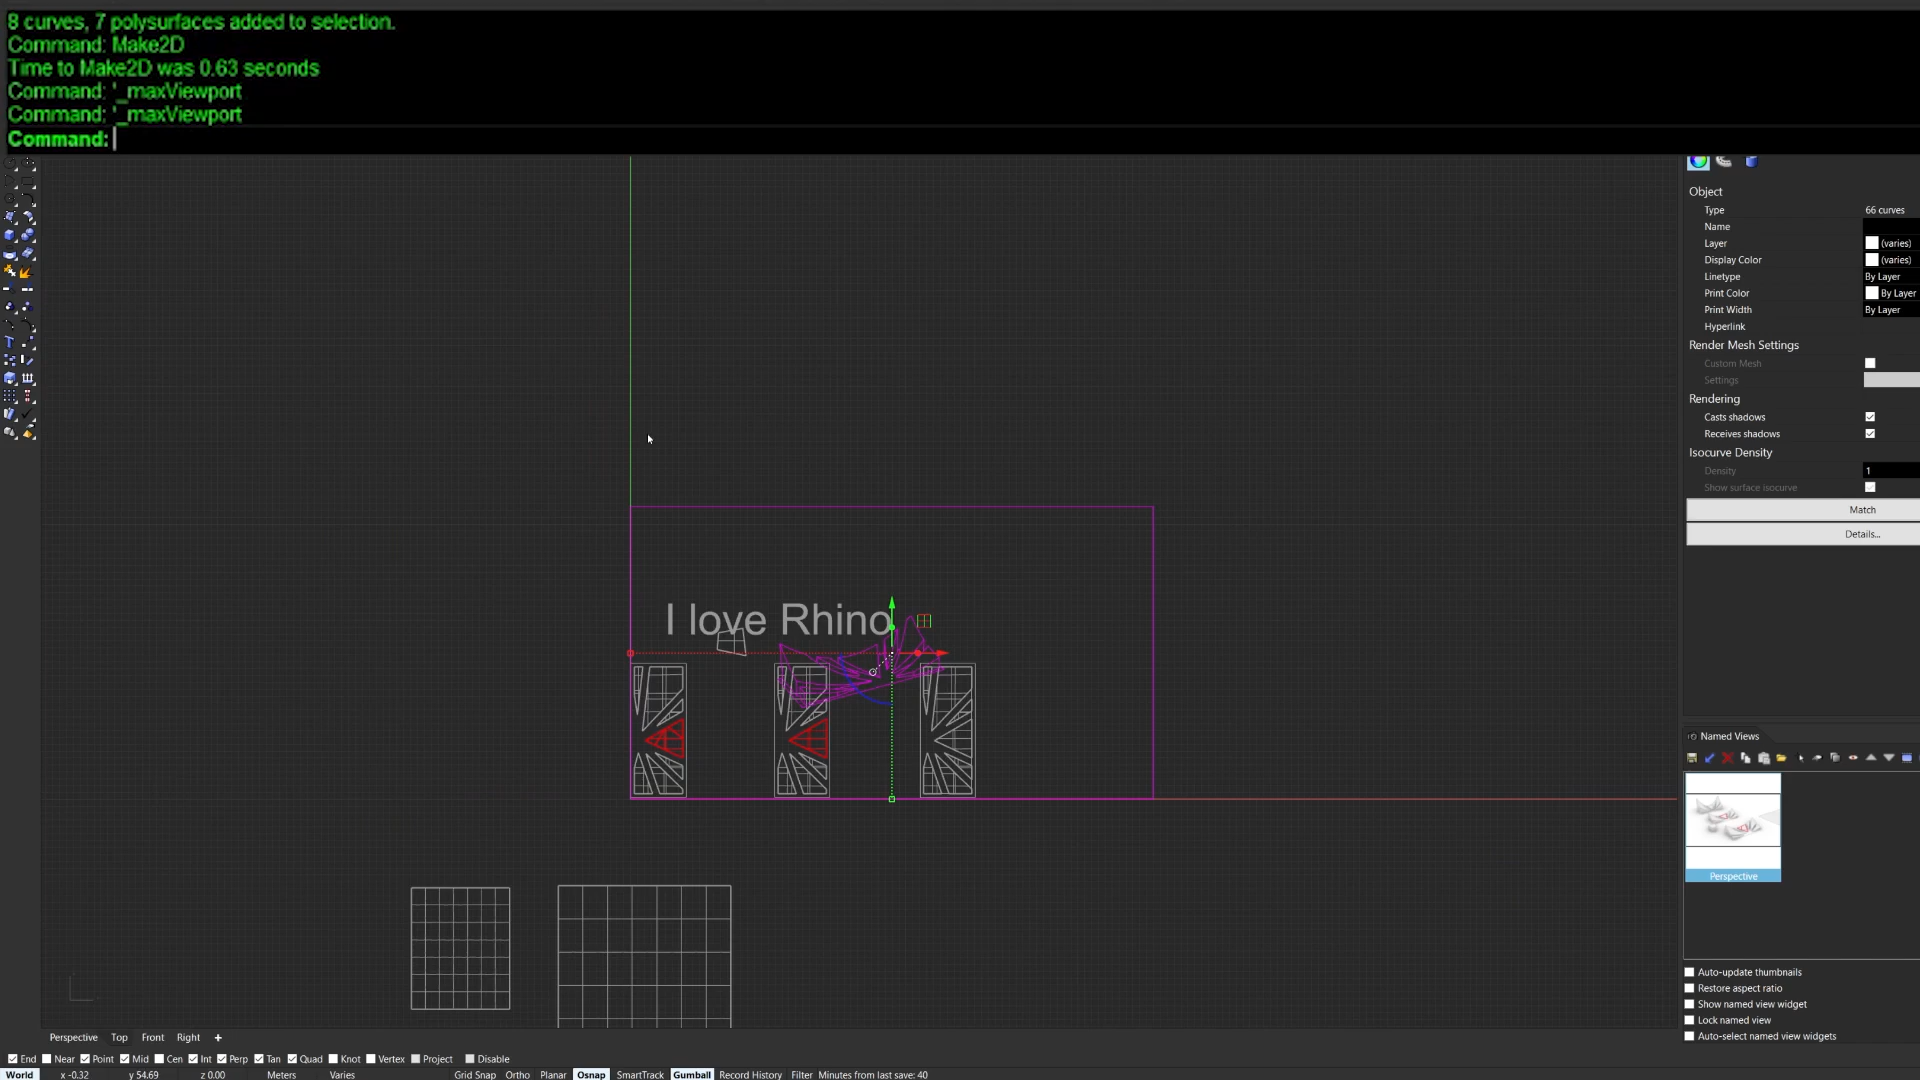 8 curves, 7 polysurfaces added to selection.
Command: Make2D
Time to Make2D was 0.63 seconds
Command: '_maxViewport
Command: '_maxViewport
Command:
Object
Type 66 curves
Name
Layer (varies)
Display Color (varies)
Linetype By Layer
Print Color By Layer
Print Width By Layer
Hyperlink
Render Mesh Settings
Custom Mesh
Settings
Rendering
Casts shadows
Receives shadows
Isocurve Density
Density 1
Show surface isocurve
Match
Details...
I love Rhino
Named Views
Perspective
Auto-update thumbnails
Restore aspect ratio
Show named view widget
Lock named view
Auto-select named view widgets
Perspective Top Front Right +
End Near Point Mid Cen Int Perp Tan Quad Knot Vertex Project Disable
World x -0.32 y 54.69 z 0.00 Meters Varies Grid Snap Ortho Planar Osnap SmartTrack Gumball Record History Filter Minutes from last save: 40